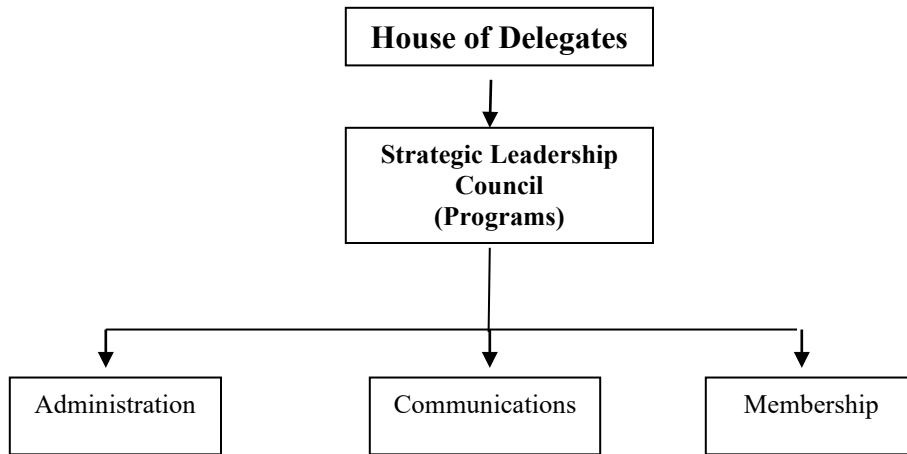 House of Delegates
Strategic Leadership
Council
(Programs)
Administration
Communications
Membership